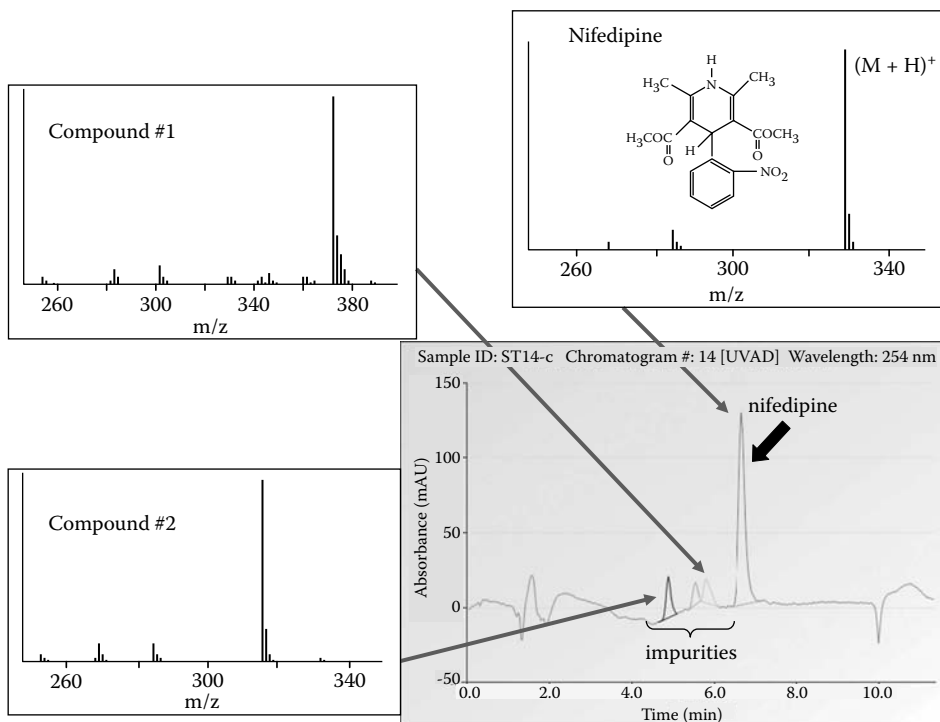 Compound #1
260
300
340
380
m/z
Nifedipine
(M + H)+
H
N
H3C
CH3
H3COC
COCH3
O
H
O
NO2
260
300
340
m/z
Compound #2
260
300
340
m/z
Sample ID: ST14-c Chromatogram #: 14 [UVAD] Wavelength: 254 nm
150
100
50
0
-50
Absorbance (mAU)
nifedipine
impurities
0.0
2.0
4.0
6.0
8.0
10.0
Time (min)